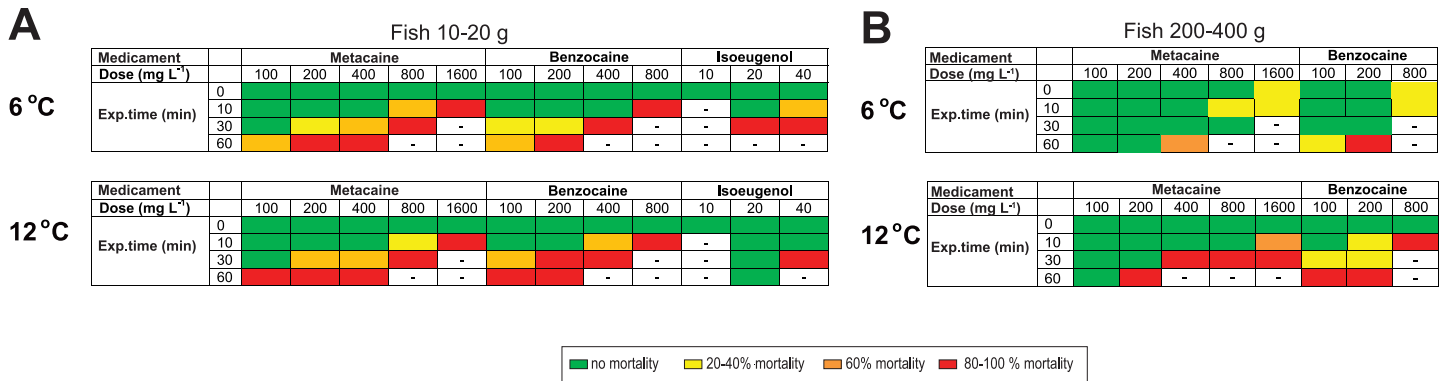 A
Fish 10-20 g
Medicament Metacaine Benzocaine Isoeugenol
Dose (mg L⁻¹) 100 200 400 800 1600 100 200 400 800 10 20 40
6 °C
Exp.time (min)
0
10 -
30 - - -
60 - - - - - - -
Medicament Metacaine Benzocaine Isoeugenol
Dose (mg L⁻¹) 100 200 400 800 1600 100 200 400 800 10 20 40
12 °C
Exp.time (min)
0
10 -
30 - - -
60 - - - - - -
B
Fish 200-400 g
Medicament Metacaine Benzocaine
Dose (mg L⁻¹) 100 200 400 800 1600 100 200 800
6 °C
Exp.time (min)
0
10
30 - -
60 - - -
Medicament Metacaine Benzocaine
Dose (mg L⁻¹) 100 200 400 800 1600 100 200 800
12 °C
Exp.time (min)
0
10
30 -
60 - - - -
no mortality 20-40% mortality 60% mortality 80-100 % mortality